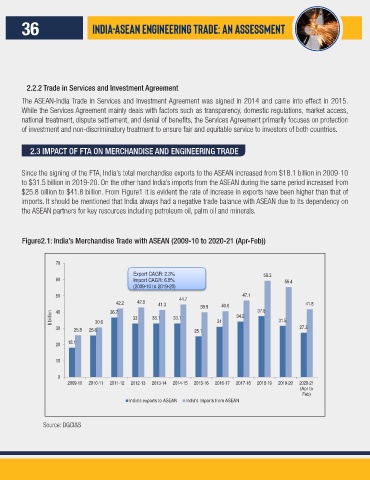 36
INDIA-ASEAN ENGINEERING TRADE: AN ASSESSMENT
2.2.2 Trade in Services and Investment Agreement
The ASEAN-India Trade in Services and Investment Agreement was signed in 2014 and came into effect in 2015.
While the Services Agreement mainly deals with factors such as transparency, domestic regulations, market access,
national treatment, dispute settlement, and denial of benefits, the Services Agreement primarily focuses on protection
of investment and non-discriminatory treatment to ensure fair and equitable service to investors of both countries.
2.3 IMPACT OF FTA ON MERCHANDISE AND ENGINEERING TRADE
Since the signing of the FTA, India's total merchandise exports to the ASEAN increased from $18.1 billion in 2009-10
to $31.5 billion in 2019-20. On the other hand India's imports from the ASEAN during the same period increased from
$25.8 billion to $41.8 billion. From Figure1 it is evident the rate of increase in exports have been higher than that of
imports. It should be mentioned that India always had a negative trade balance with ASEAN due to its dependency on
the ASEAN partners for key resources including petroleum oil, palm oil and minerals.
Figure2.1: India's Merchandise Trade with ASEAN (2009-10 to 2020-21 (Apr-Feb))
70
60
50
40
30
20
10
0
$ billion
Export CAGR: 2.3%
Import CAGR: 6.8%
(2009-10 to 2019-20)
18.1 25.8
25.6 30.6
36.7 42.2
33 42.8
33.1 41.3
33.1 44.7
25.1 39.9
31 40.6
34.2 47.1
37.5 59.3
31.5 55.4
27.3 41.8
2009-10 2010-11 2011-12 2012-13 2013-14 2014-15 2015-16 2016-17 2017-18 2018-19 2019-20 2020-21
(Apr to
Feb)
India's exports to ASEAN India's Imports from ASEAN
Source: DGCI&S